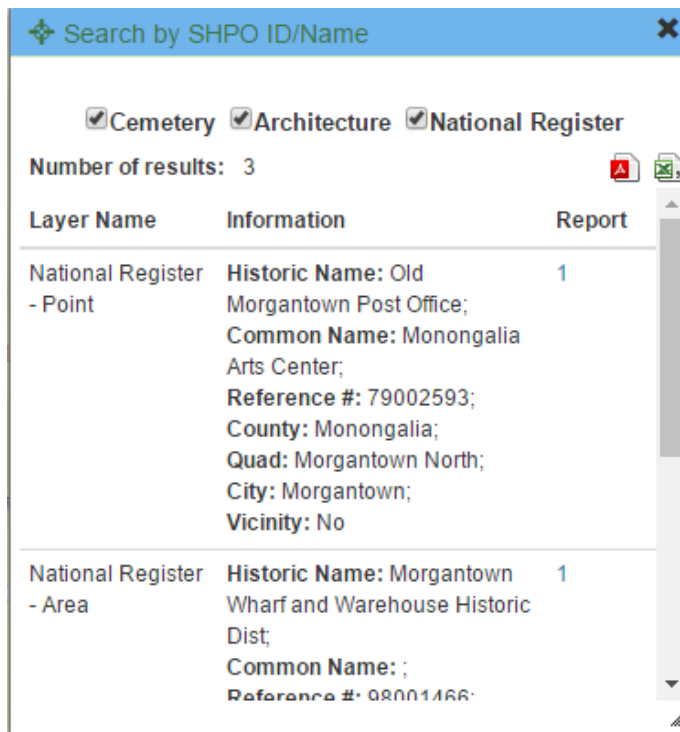 Search by SHPO ID/Name
Cemetery Architecture National Register
Number of results: 3
Layer Name Information Report
National Register Historic Name: Old 1
- Point Morgantown Post Office;
Common Name: Monongalia
Arts Center;
Reference #: 79002593;
County: Monongalia;
Quad: Morgantown North;
City: Morgantown;
Vicinity: No
National Register Historic Name: Morgantown 1
- Area Wharf and Warehouse Historic
Dist;
Common Name: ;
Reference #: 98001466;